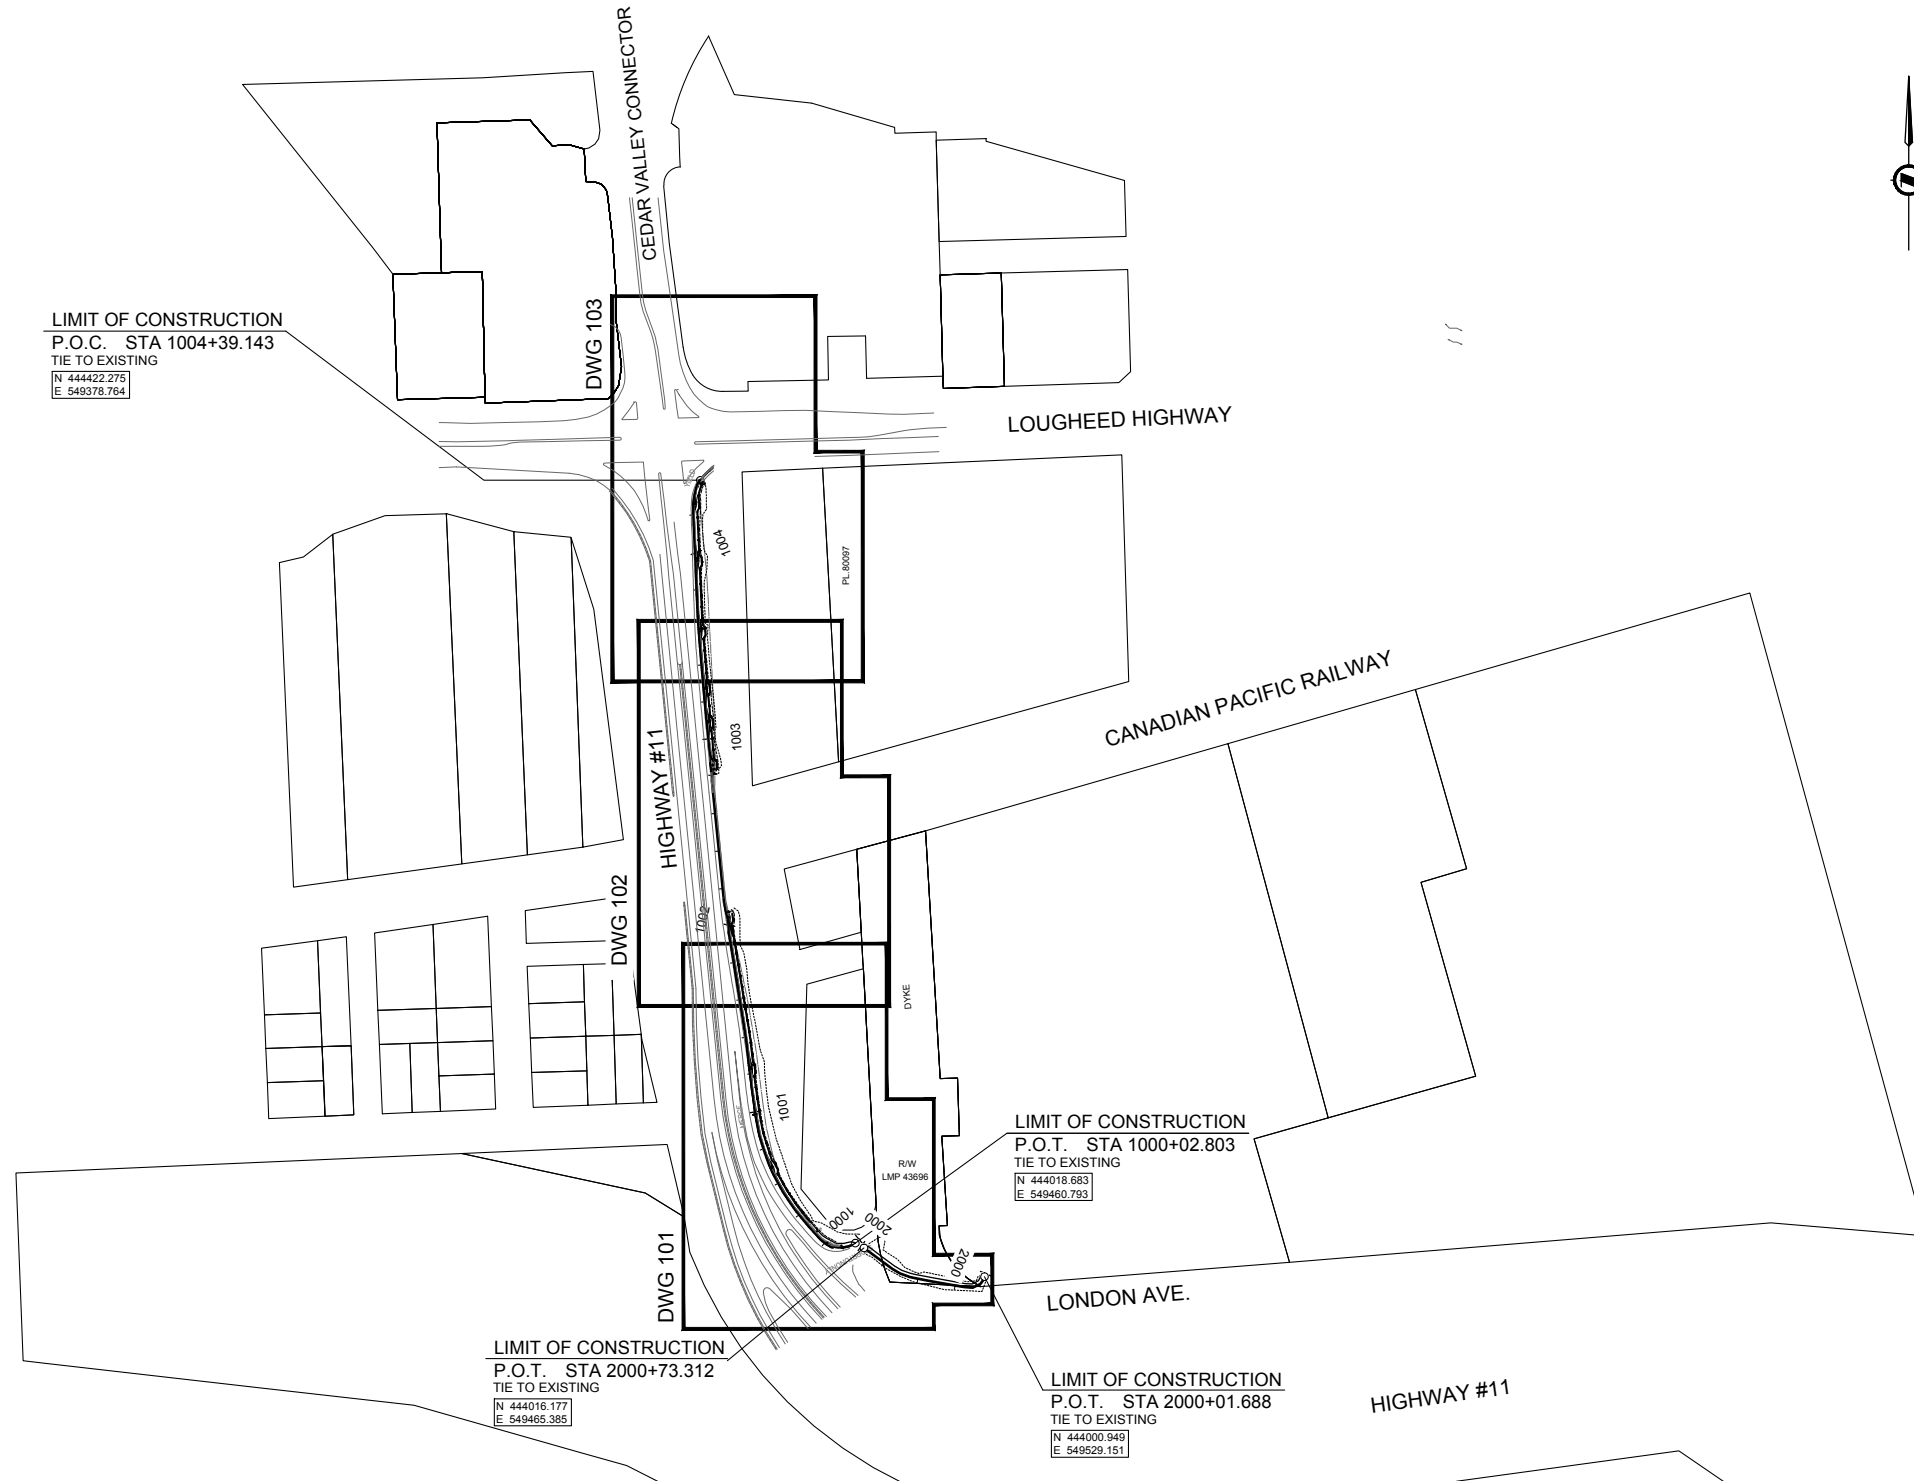 CEDAR VALLEY CONNECTOR
LIMIT OF CONSTRUCTION
P.O.C. STA 1004+39.143
TIE TO EXISTING
N 444422.275
E 549378.764
DWG 103
LOUGHEED HIGHWAY
1004
PL.80097
CANADIAN PACIFIC RAILWAY
HIGHWAY #11
1003
DWG 102
1002
DYKE
1001
LIMIT OF CONSTRUCTION
P.O.T. STA 1000+02.803
TIE TO EXISTING
N 444018.683
E 549460.793
R/W
LMP 43696
1000
2000
2000
DWG 101
LONDON AVE.
LIMIT OF CONSTRUCTION
P.O.T. STA 2000+73.312
TIE TO EXISTING
N 444016.177
E 549465.385
LIMIT OF CONSTRUCTION
P.O.T. STA 2000+01.688
TIE TO EXISTING
N 444000.949
E 549529.151
HIGHWAY #11